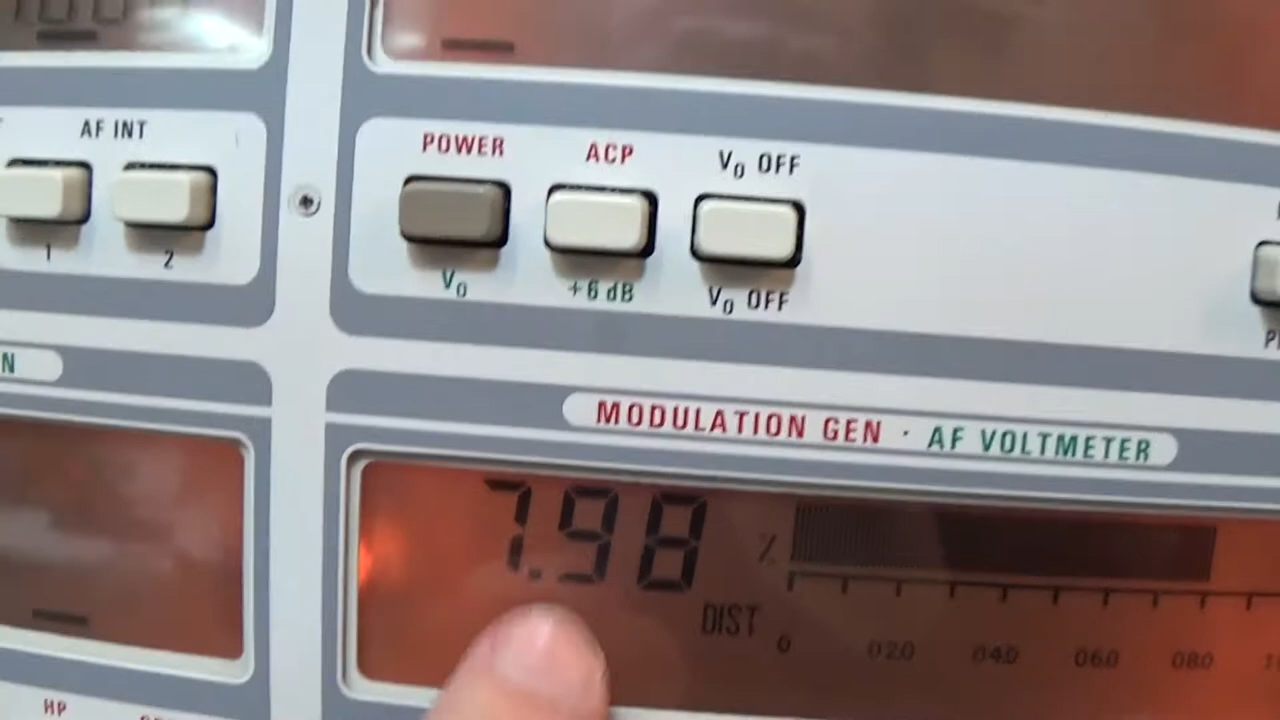 AF INT
1
2
POWER
ACP
V0 OFF
V0
+6 dB
V0 OFF
N
MODULATION GEN · AF VOLTMETER
7.98 %
DIST
0 020 040 060 080
HP